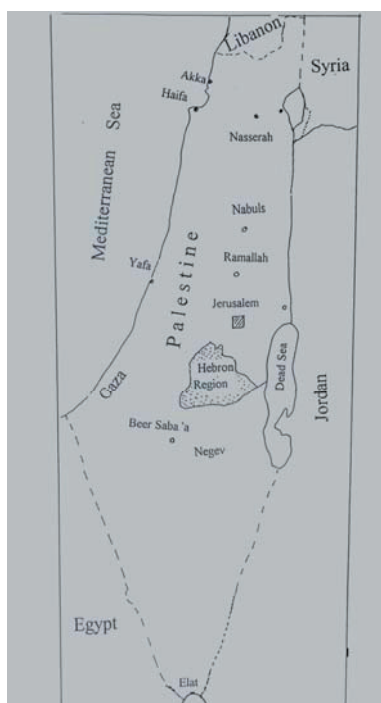 Libanon
Syria
Akka
Haifa
Nasserah
Mediterranean Sea
Nabuls
Ramallah
Yafa
Palestine
Jerusalem
Hebron
Region
Dead Sea
Gaza
Jordan
Beer Saba 'a
Negev
Egypt
Elat